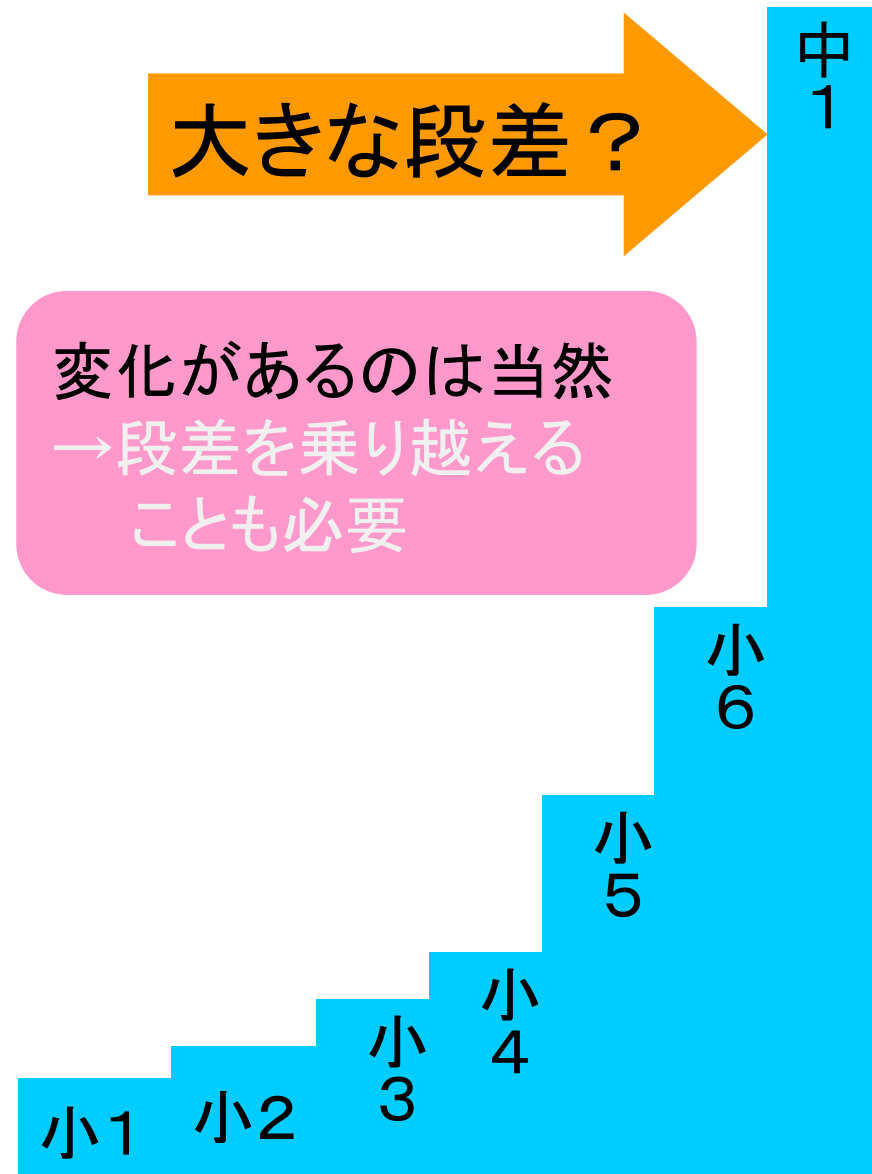 大きな段差？
変化があるのは当然
→段差を乗り越える
ことも必要
小１
小２
小３
小４
小５
小６
中１